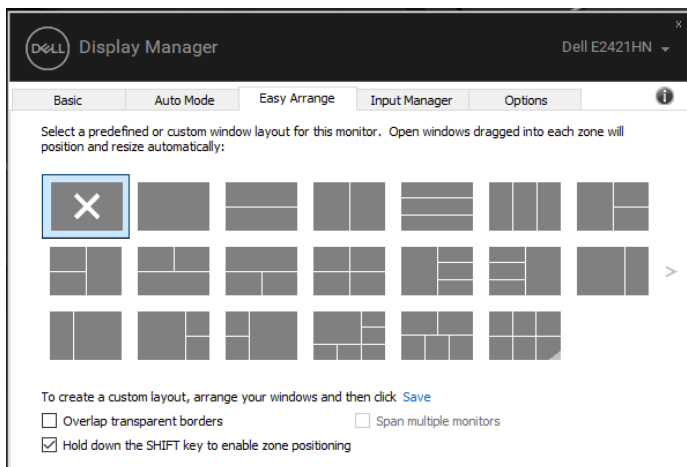 x
DELL Display Manager Dell E2421HN
Basic Auto Mode Easy Arrange Input Manager Options i
Select a predefined or custom window layout for this monitor. Open windows dragged into each zone will
position and resize automatically:
To create a custom layout, arrange your windows and then click Save
Overlap transparent borders Span multiple monitors
Hold down the SHIFT key to enable zone positioning